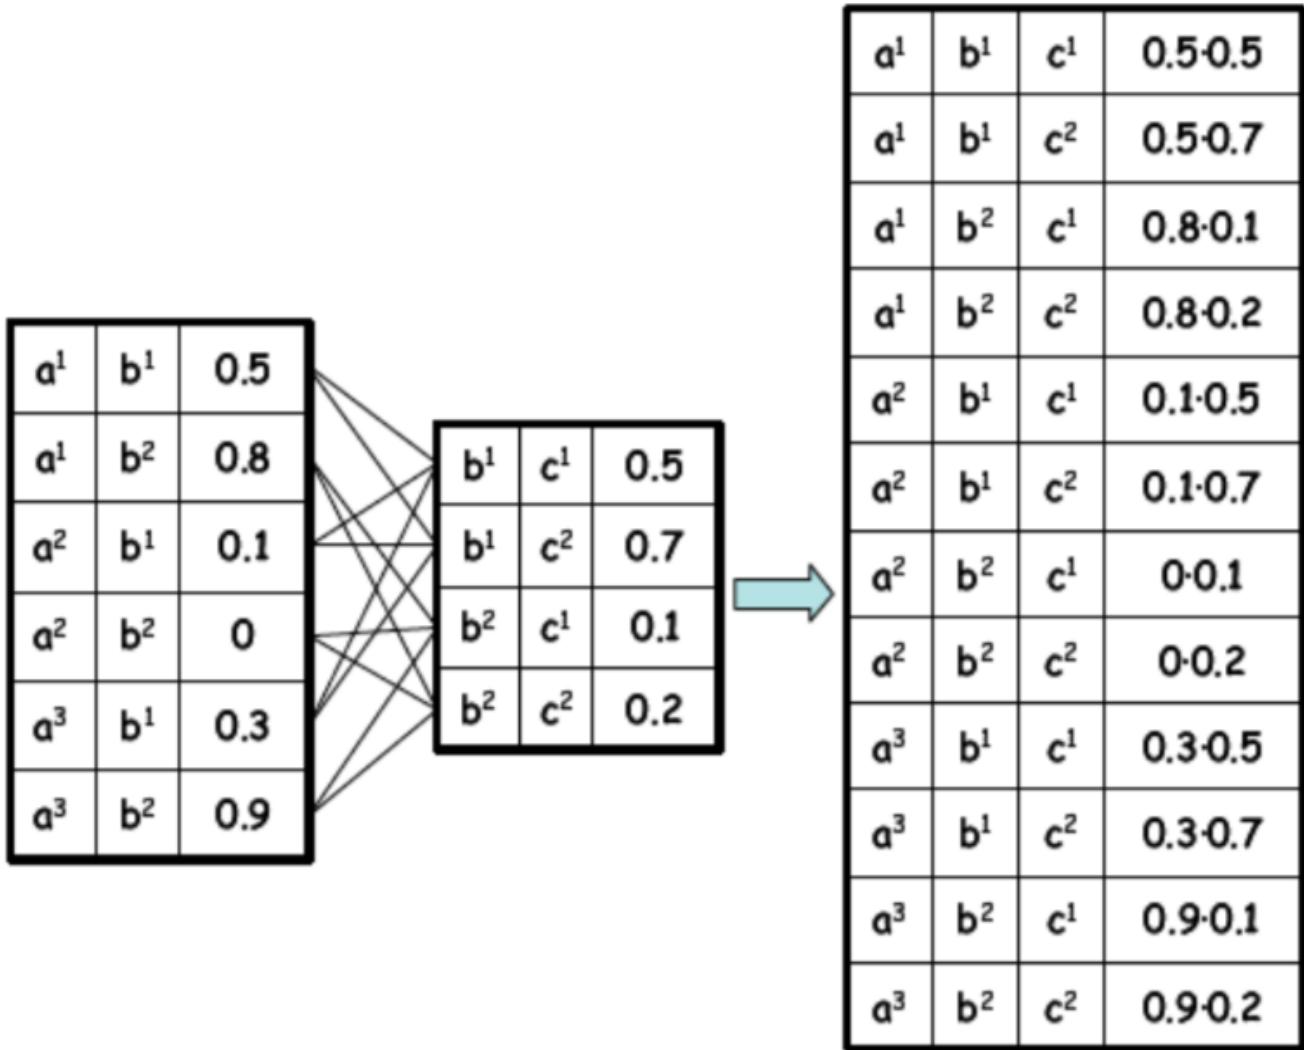 a¹ b¹ 0.5
a¹ b² 0.8
a² b¹ 0.1
a² b² 0
a³ b¹ 0.3
a³ b² 0.9
b¹ c¹ 0.5
b¹ c² 0.7
b² c¹ 0.1
b² c² 0.2
a¹ b¹ c¹ 0.5·0.5
a¹ b¹ c² 0.5·0.7
a¹ b² c¹ 0.8·0.1
a¹ b² c² 0.8·0.2
a² b¹ c¹ 0.1·0.5
a² b¹ c² 0.1·0.7
a² b² c¹ 0·0.1
a² b² c² 0·0.2
a³ b¹ c¹ 0.3·0.5
a³ b¹ c² 0.3·0.7
a³ b² c¹ 0.9·0.1
a³ b² c² 0.9·0.2